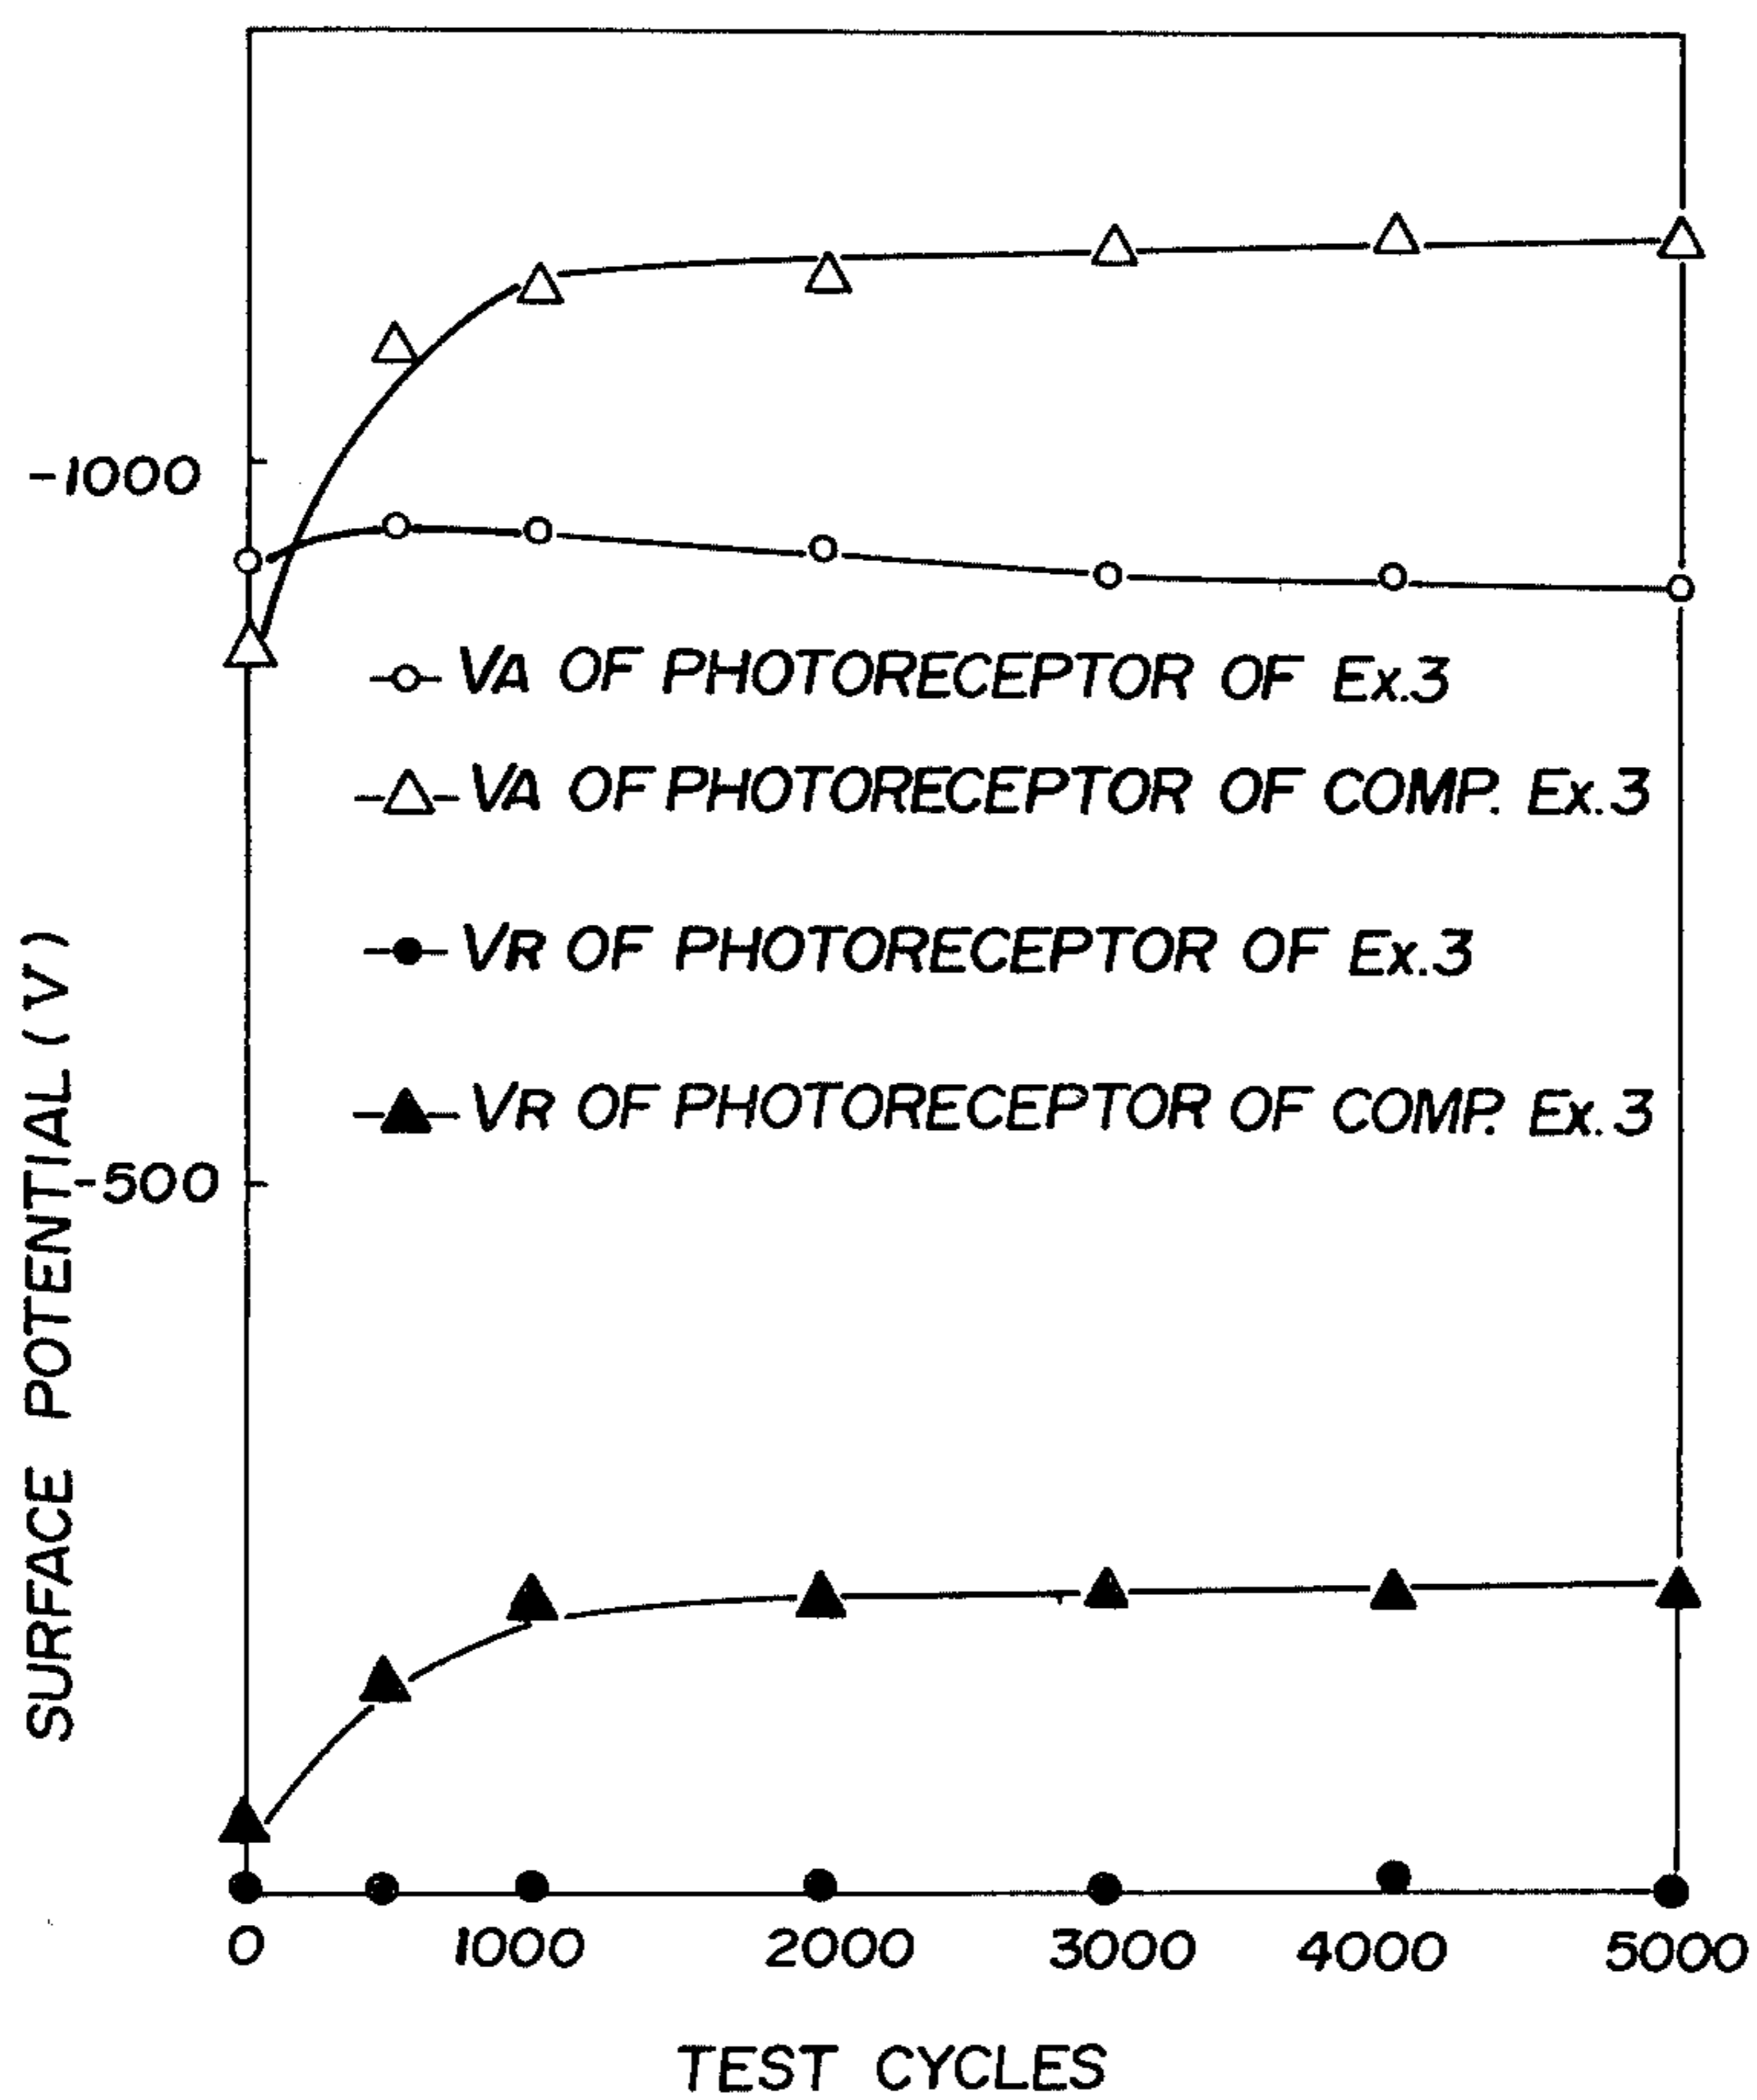 -1000
VA OF PHOTORECEPTOR OF Ex.3
VA OF PHOTORECEPTOR OF COMP. Ex.3
VR OF PHOTORECEPTOR OF Ex.3
VR OF PHOTORECEPTOR OF COMP. Ex.3
-500
SURFACE POTENTIAL (V)
0 1000 2000 3000 4000 5000
TEST CYCLES